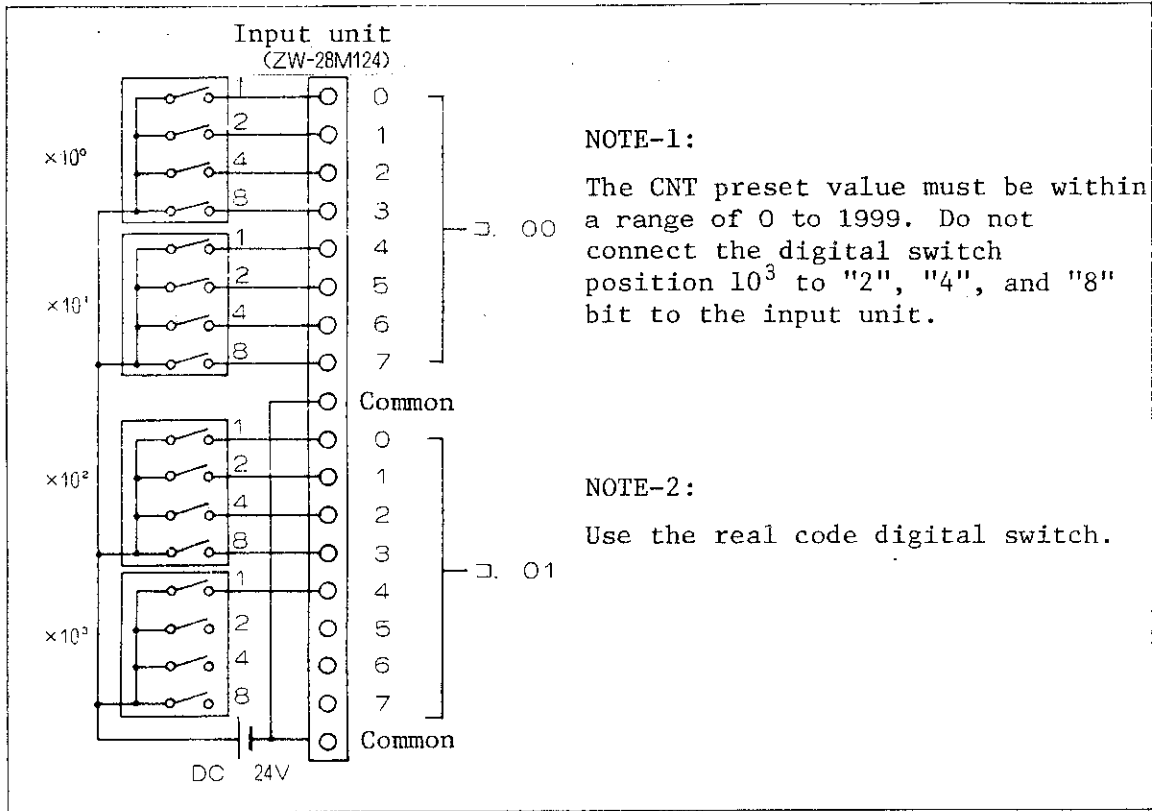 Input unit
(ZW-28M124)
×10⁰
1 0
2 1
4 2
8 3
コ. 00
×10¹
1 4
2 5
4 6
8 7
Common
×10²
1 0
2 1
4 2
8 3
コ. 01
×10³
1 4
2 5
4 6
8 7
Common
DC 24V
NOTE-1:
The CNT preset value must be within
a range of 0 to 1999. Do not
connect the digital switch
position 10³ to "2", "4", and "8"
bit to the input unit.
NOTE-2:
Use the real code digital switch.